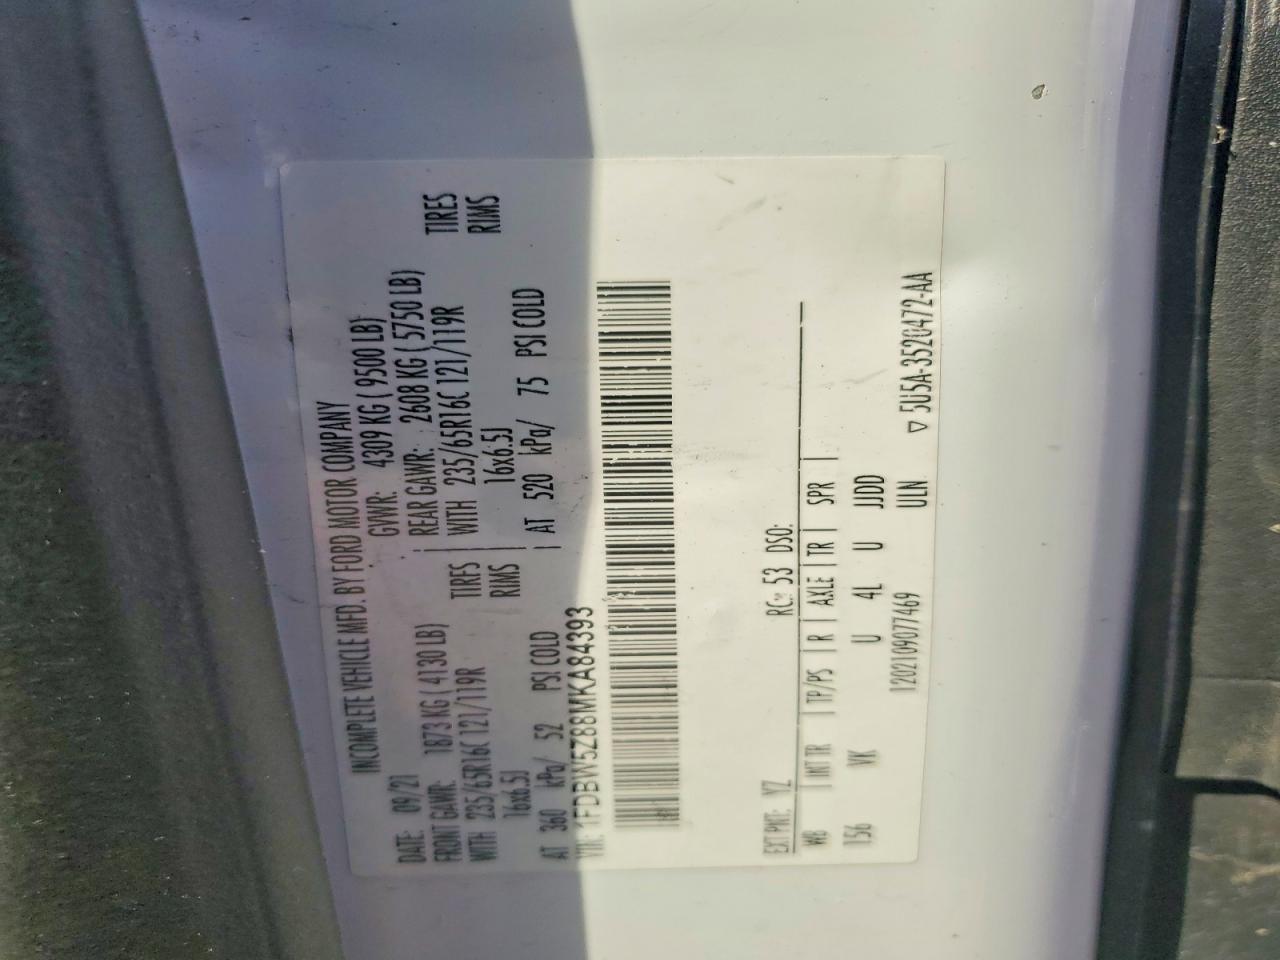 INCOMPLETE VEHICLE MFD. BY FORD MOTOR COMPANY
DATE: 09/21 GVWR: 4309 KG ( 9500 LB)
FRONT GAWR: 1873 KG ( 4130 LB) REAR GAWR: 2608 KG ( 5750 LB)
WITH 235/65R16C 121/119R TIRES WITH 235/65R16C 121/119R TIRES
16x6.5J RIMS 16x6.5J RIMS
AT 360 kPa/ 52 PSI COLD AT 520 kPa/ 75 PSI COLD
VIN: 1FDBW5Z88MKA84393
EXT PNT: YZ RC: 53 DSO:
WB INT TR TP/PS R AXLE TR SPR
156 VK U 4L U JJDD
1202109077469 ULN ▽ 5U5A-3520472-AA